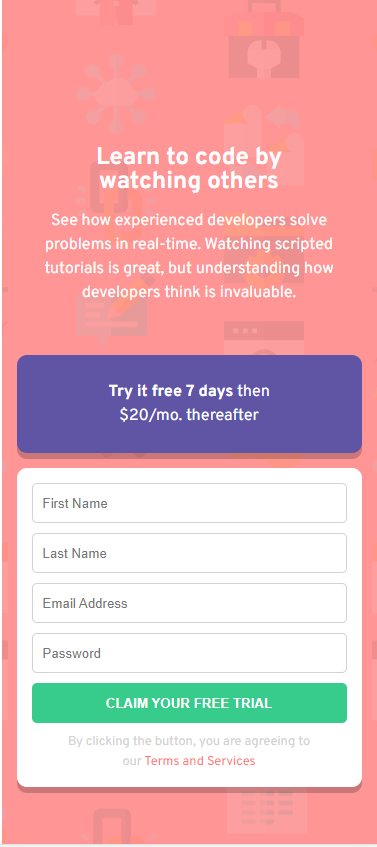 Learn to code by
watching others
See how experienced developers solve
problems in real-time. Watching scripted
tutorials is great, but understanding how
developers think is invaluable.
Try it free 7 days then
$20/mo. thereafter
First Name
Last Name
Email Address
Password
CLAIM YOUR FREE TRIAL
By clicking the button, you are agreeing to
our Terms and Services